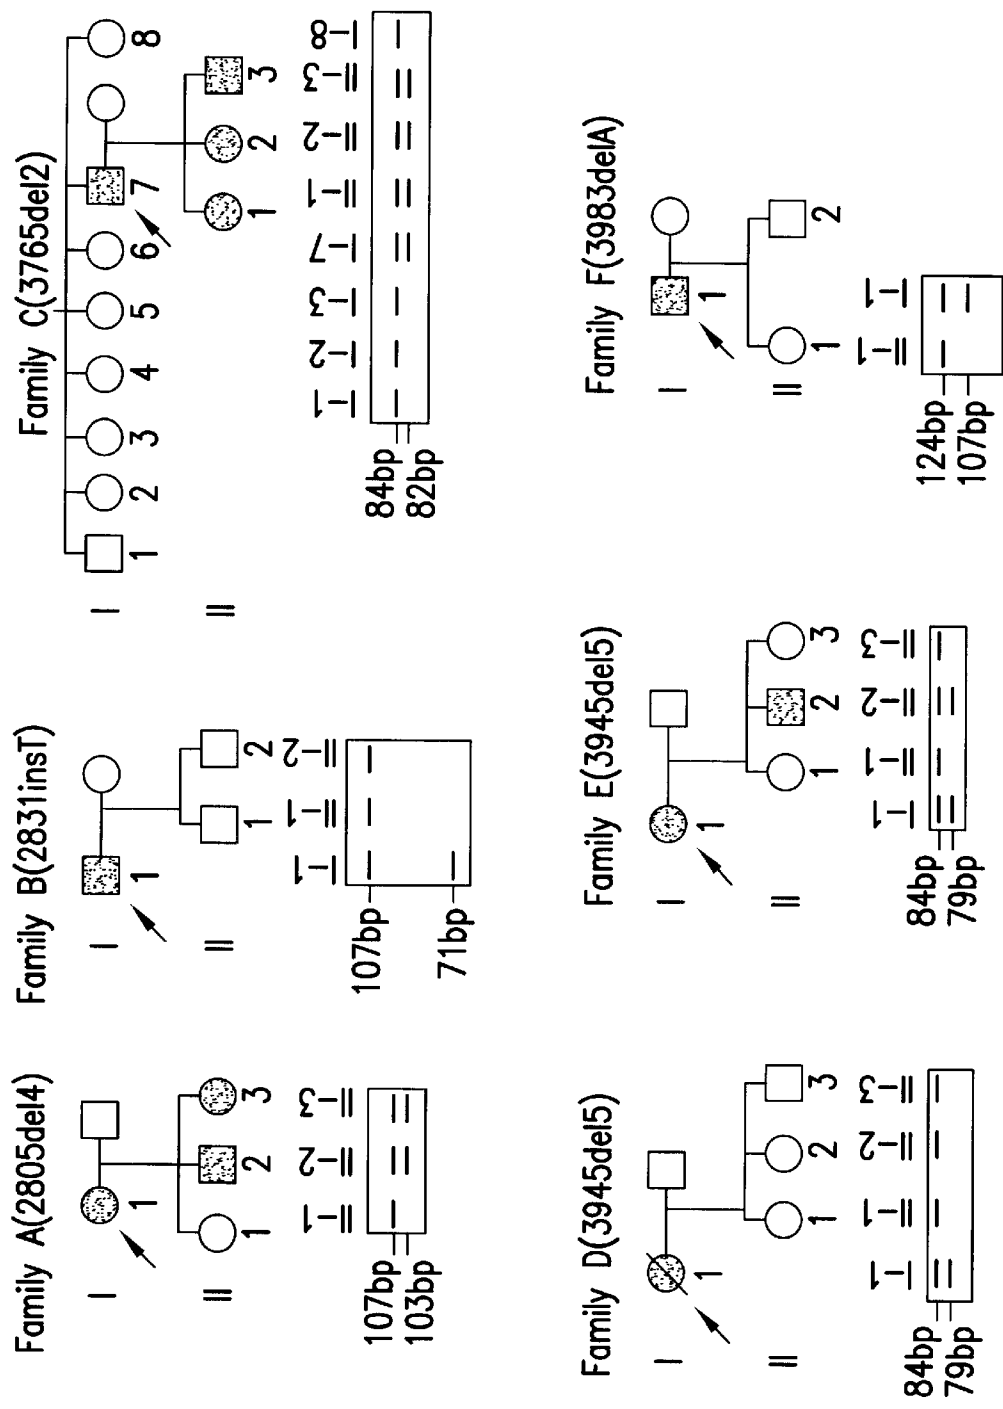 Family A(2805del4)
I
1
II
1 2 3
II-1 II-2 II-3
107bp
103bp
Family B(2831insT)
I
1
II
1 2
I-1 II-1 II-2
107bp
71bp
Family C(3765del2)
I
1 2 3 4 5 6 7 8
II
1 2 3
I-1 I-2 I-3 I-7 II-1 II-2 II-3 I-8
84bp
82bp
Family D(3945del5)
I
1
II
1 2 3
I-1 II-1 II-2 II-3
84bp
79bp
Family E(3945del5)
I
1
II
1 2 3
I-1 II-1 II-2 II-3
84bp
79bp
Family F(3983delA)
I
1
II
1 2
II-1 I-1
124bp
107bp